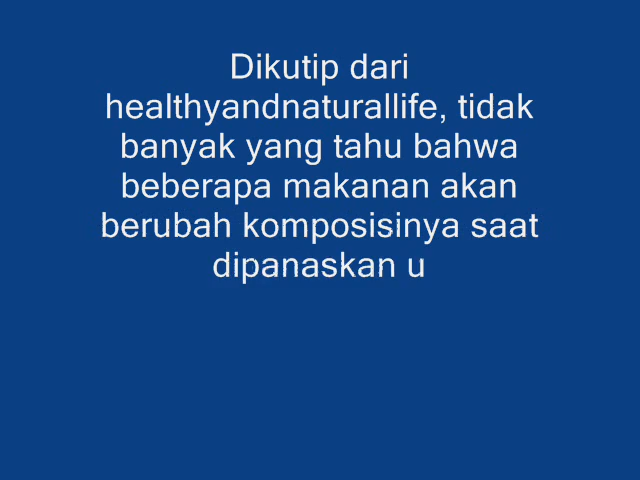 Dikutip dari
healthyandnaturallife, tidak
banyak yang tahu bahwa
beberapa makanan akan
berubah komposisinya saat
dipanaskan u